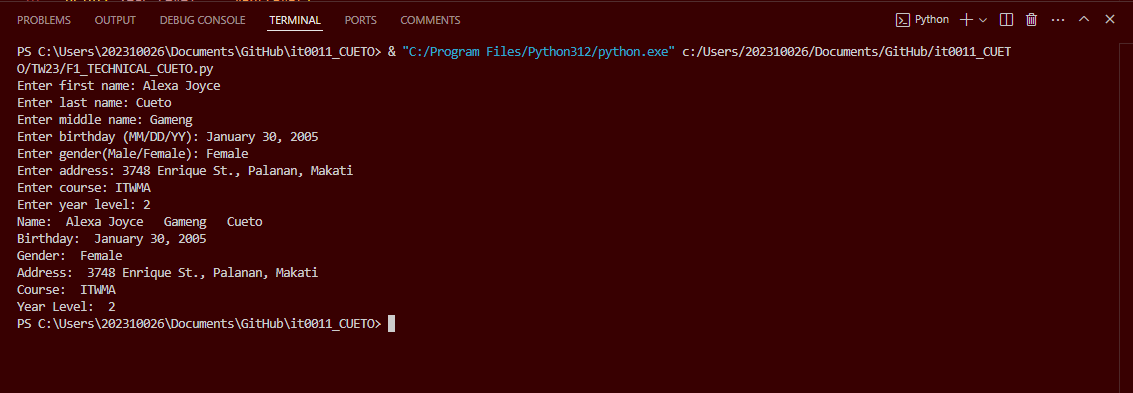 PROBLEMS OUTPUT DEBUG CONSOLE TERMINAL PORTS COMMENTS Python
PS C:\Users\202310026\Documents\GitHub\it0011_CUETO> & "C:/Program Files/Python312/python.exe" c:/Users/202310026/Documents/GitHub/it0011_CUET
O/TW23/F1_TECHNICAL_CUETO.py
Enter first name: Alexa Joyce
Enter last name: Cueto
Enter middle name: Gameng
Enter birthday (MM/DD/YY): January 30, 2005
Enter gender(Male/Female): Female
Enter address: 3748 Enrique St., Palanan, Makati
Enter course: ITWMA
Enter year level: 2
Name:  Alexa Joyce   Gameng   Cueto
Birthday:  January 30, 2005
Gender:  Female
Address:  3748 Enrique St., Palanan, Makati
Course:  ITWMA
Year Level:  2
PS C:\Users\202310026\Documents\GitHub\it0011_CUETO>